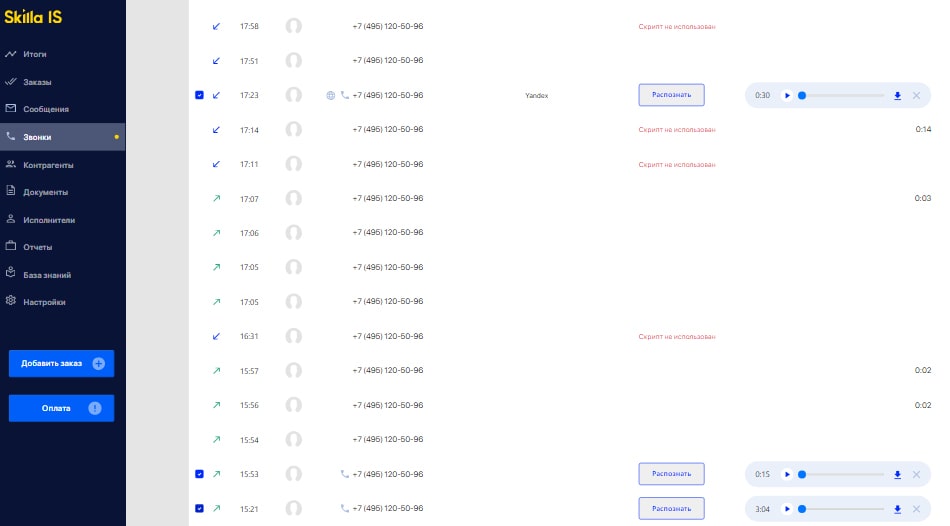 Skilla IS
Итоги
Заказы
Сообщения
Звонки
Контрагенты
Документы
Исполнители
Отчеты
База знаний
Настройки
Добавить заказ
Оплата
17:58 +7 (495) 120-50-96 Скрипт не использован
17:51 +7 (495) 120-50-96
17:23 +7 (495) 120-50-96 Yandex Распознать 0:30
17:14 +7 (495) 120-50-96 Скрипт не использован 0:14
17:11 +7 (495) 120-50-96 Скрипт не использован
17:07 +7 (495) 120-50-96 0:03
17:06 +7 (495) 120-50-96
17:05 +7 (495) 120-50-96
17:05 +7 (495) 120-50-96
16:31 +7 (495) 120-50-96 Скрипт не использован
15:57 +7 (495) 120-50-96 0:02
15:56 +7 (495) 120-50-96 0:02
15:54 +7 (495) 120-50-96
15:53 +7 (495) 120-50-96 Распознать 0:15
15:21 +7 (495) 120-50-96 Распознать 3:04